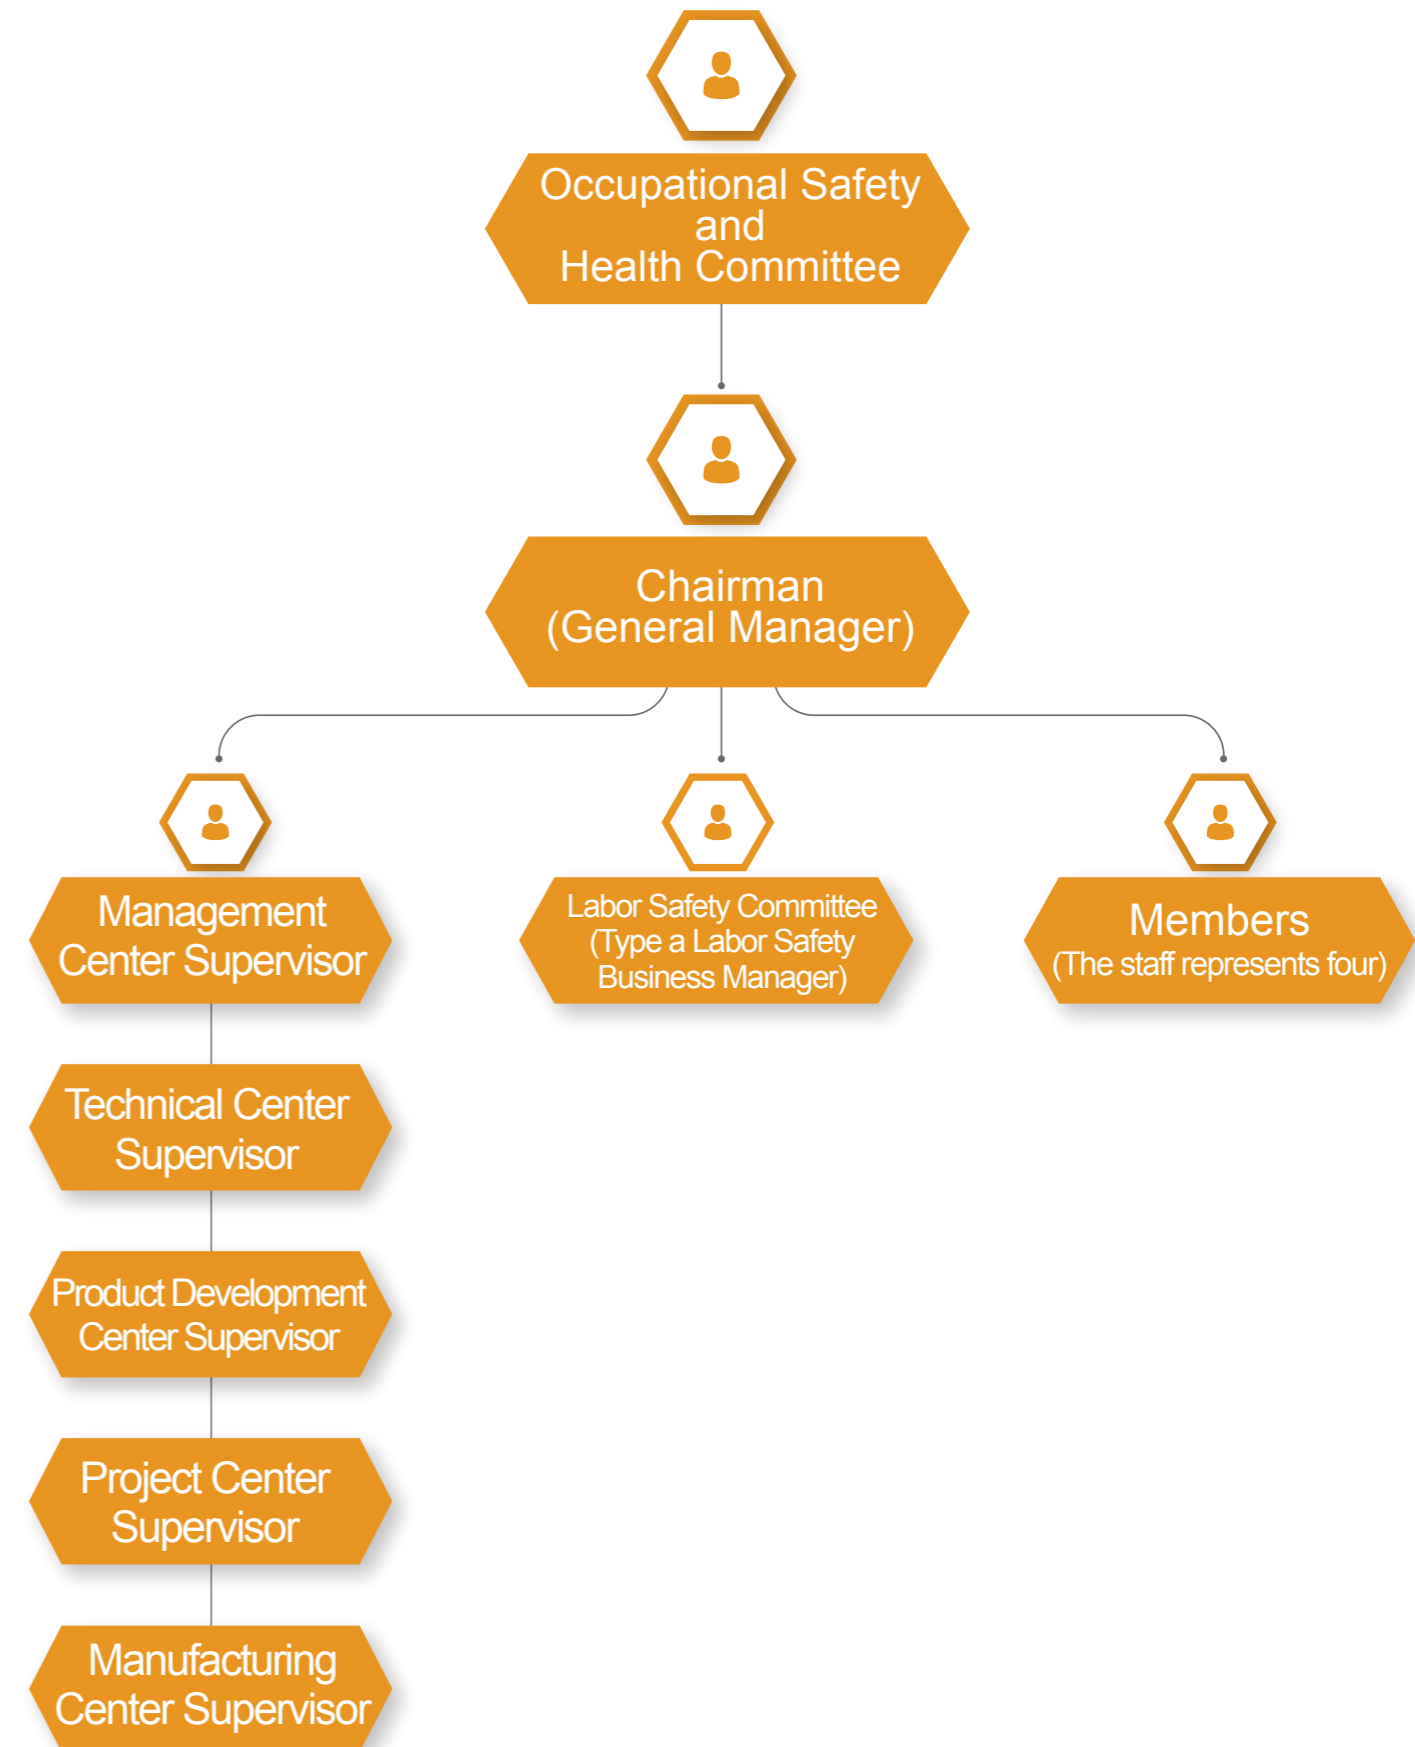 Occupational Safety
and
Health Committee
Chairman
(General Manager)
Management
Center Supervisor
Labor Safety Committee
(Type a Labor Safety
Business Manager)
Members
(The staff represents four)
Technical Center
Supervisor
Product Development
Center Supervisor
Project Center
Supervisor
Manufacturing
Center Supervisor